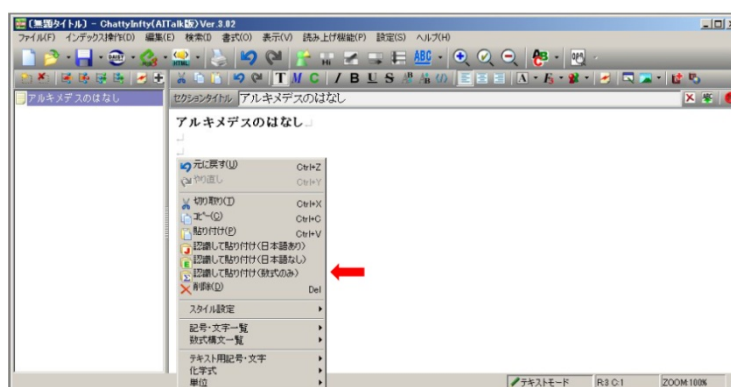 (無題タイトル) - ChattyInfty(AITalk版)Ver.3.82
ファイル(F) インデックス操作(D) 編集(E) 検索(I) 書式(O) 表示(V) 読み上げ機能(P) 設定(S) ヘルプ(H)
DAISY
ABC
AB
T M C I B U S
アルキメデスのはなし
セクションタイトル アルキメデスのはなし
アルキメデスのはなし
元に戻す(U) Ctrl+Z
やり直し Ctrl+Y
切り取り(T) Ctrl+X
コピー(C) Ctrl+C
貼り付け(P) Ctrl+V
認識して貼り付け(日本語あり)
認識して貼り付け(日本語なし)
認識して貼り付け(数式のみ)
削除(D) Del
スタイル設定
記号・文字一覧
数式構文一覧
テキスト用記号・文字
化学式
単位
テキストモード R:3 C:1 ZOOM:100%